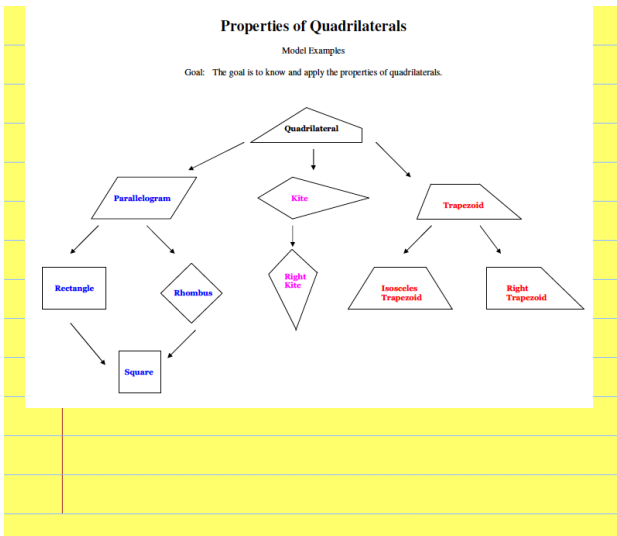 Properties of Quadrilaterals
Model Examples
Goal: The goal is to know and apply the properties of quadrilaterals.
Quadrilateral
Parallelogram
Kite
Trapezoid
Rectangle
Rhombus
Right
Kite
Isosceles
Trapezoid
Right
Trapezoid
Square